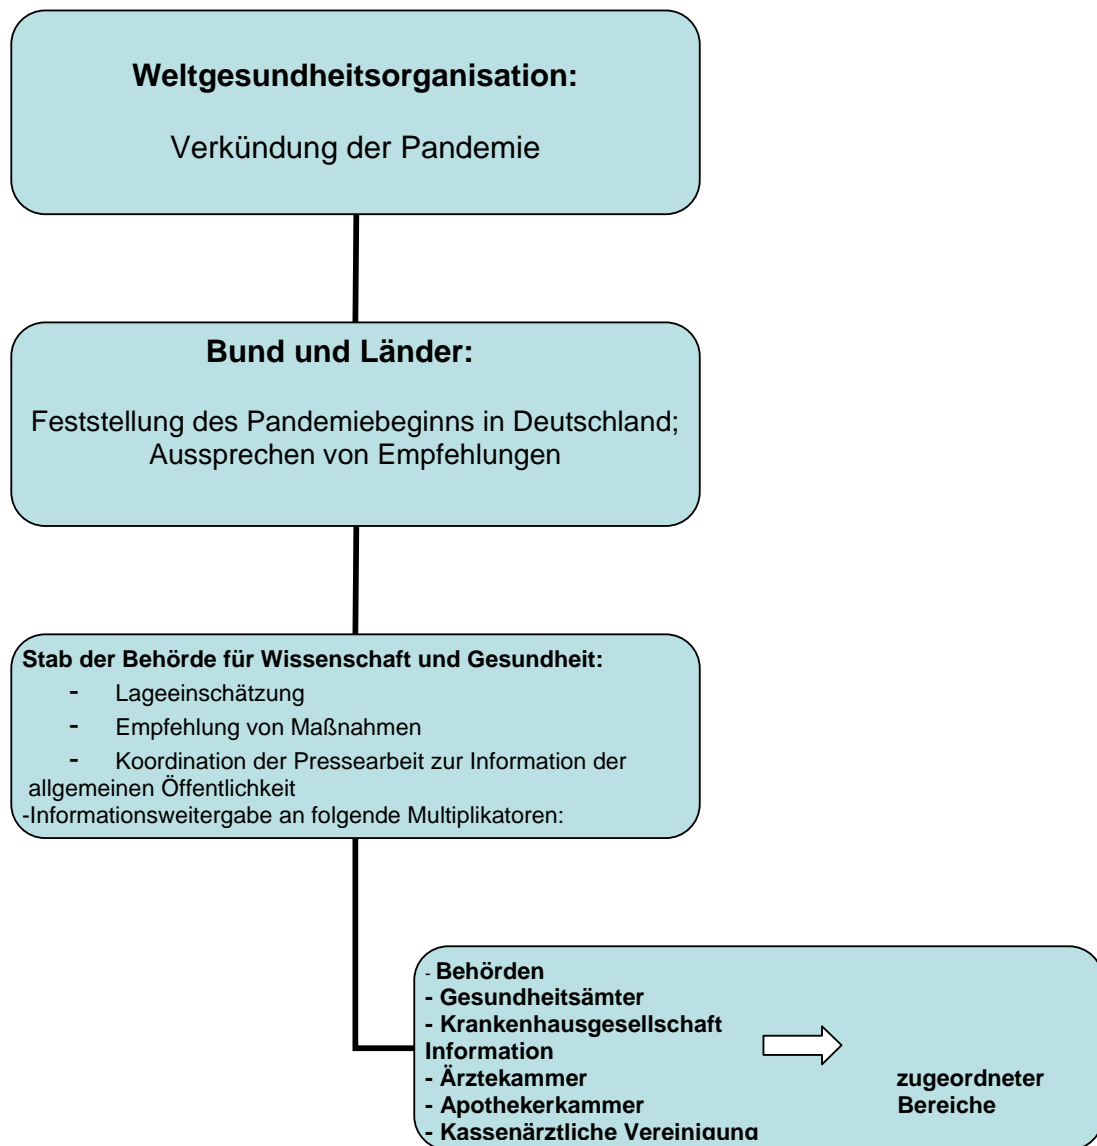 Weltgesundheitsorganisation:
Verkündung der Pandemie
Bund und Länder:
Feststellung des Pandemiebeginns in Deutschland;
Aussprechen von Empfehlungen
Stab der Behörde für Wissenschaft und Gesundheit:
- Lageeinschätzung
- Empfehlung von Maßnahmen
- Koordination der Pressearbeit zur Information der
allgemeinen Öffentlichkeit
-Informationsweitergabe an folgende Multiplikatoren:
- Behörden
- Gesundheitsämter
- Krankenhausgesellschaft
Information
- Ärztekammer zugeordneter
- Apothekerkammer Bereiche
- Kassenärztliche Vereinigung